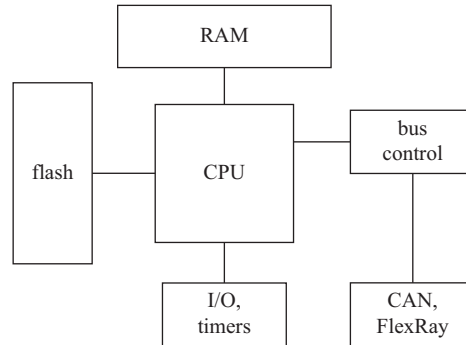 RAM
flash
CPU
bus
control
I/O,
timers
CAN,
FlexRay